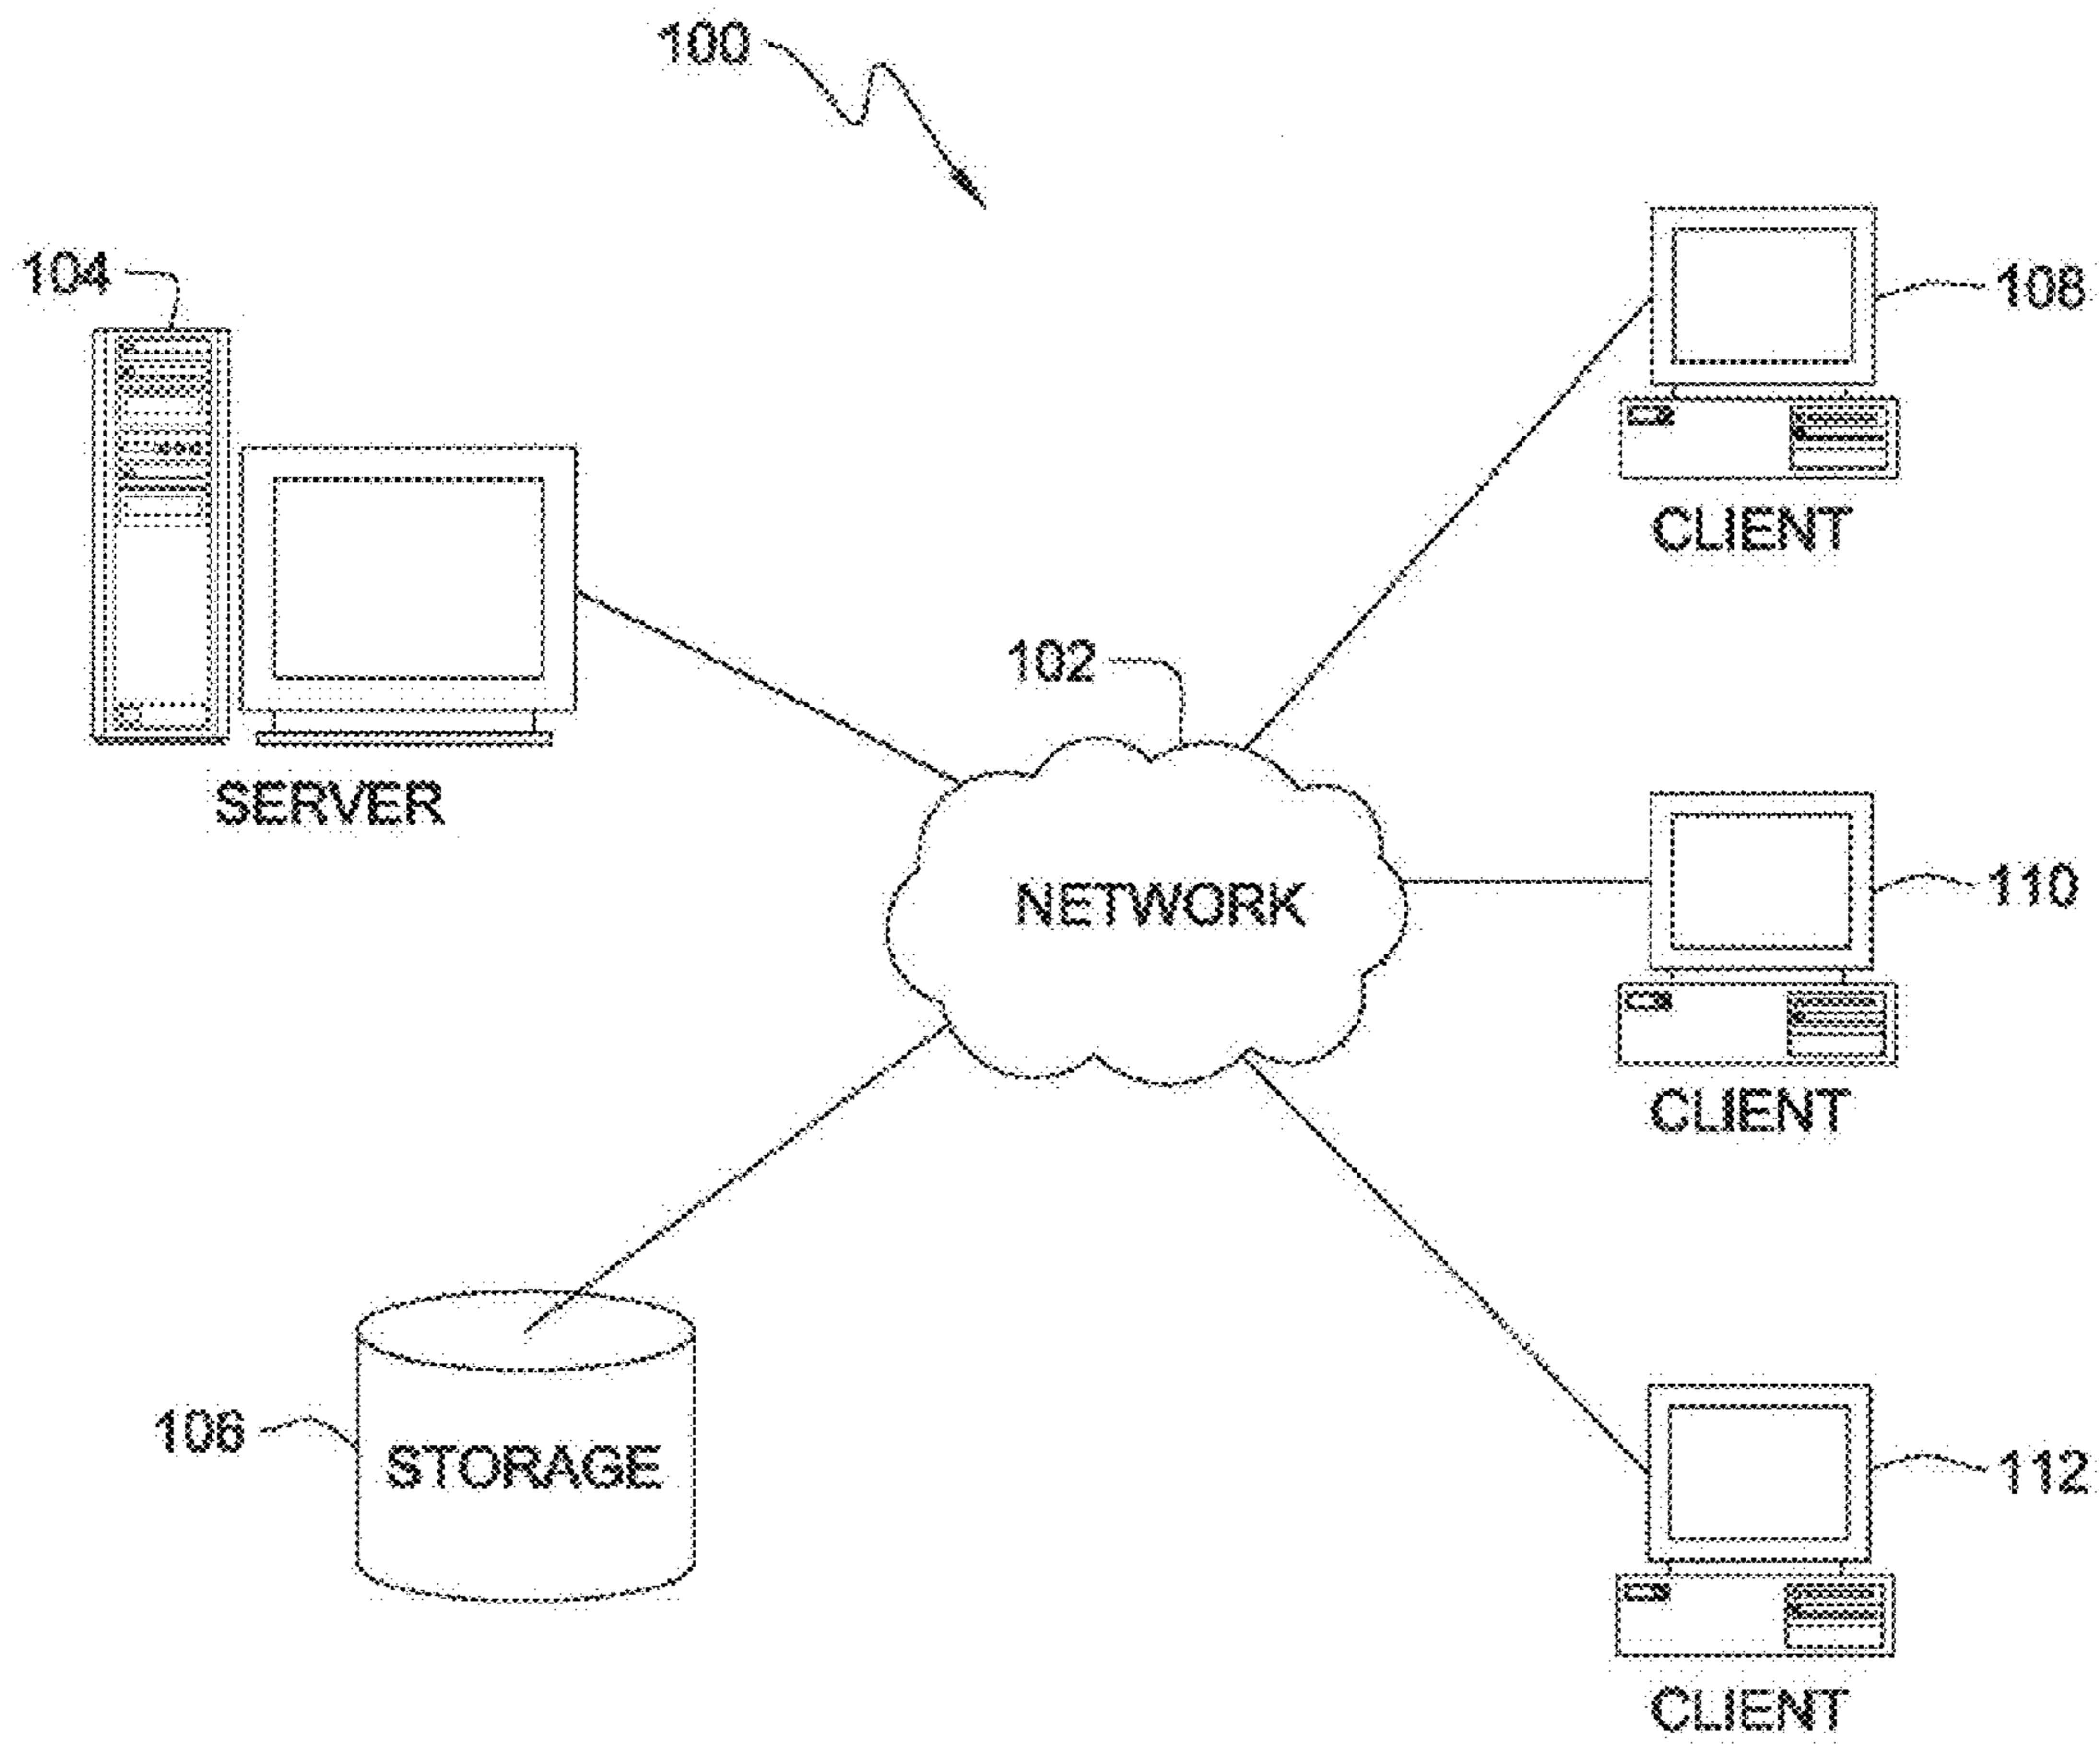 100
104
108
CLIENT
102
SERVER
NETWORK
110
CLIENT
106
STORAGE
112
CLIENT